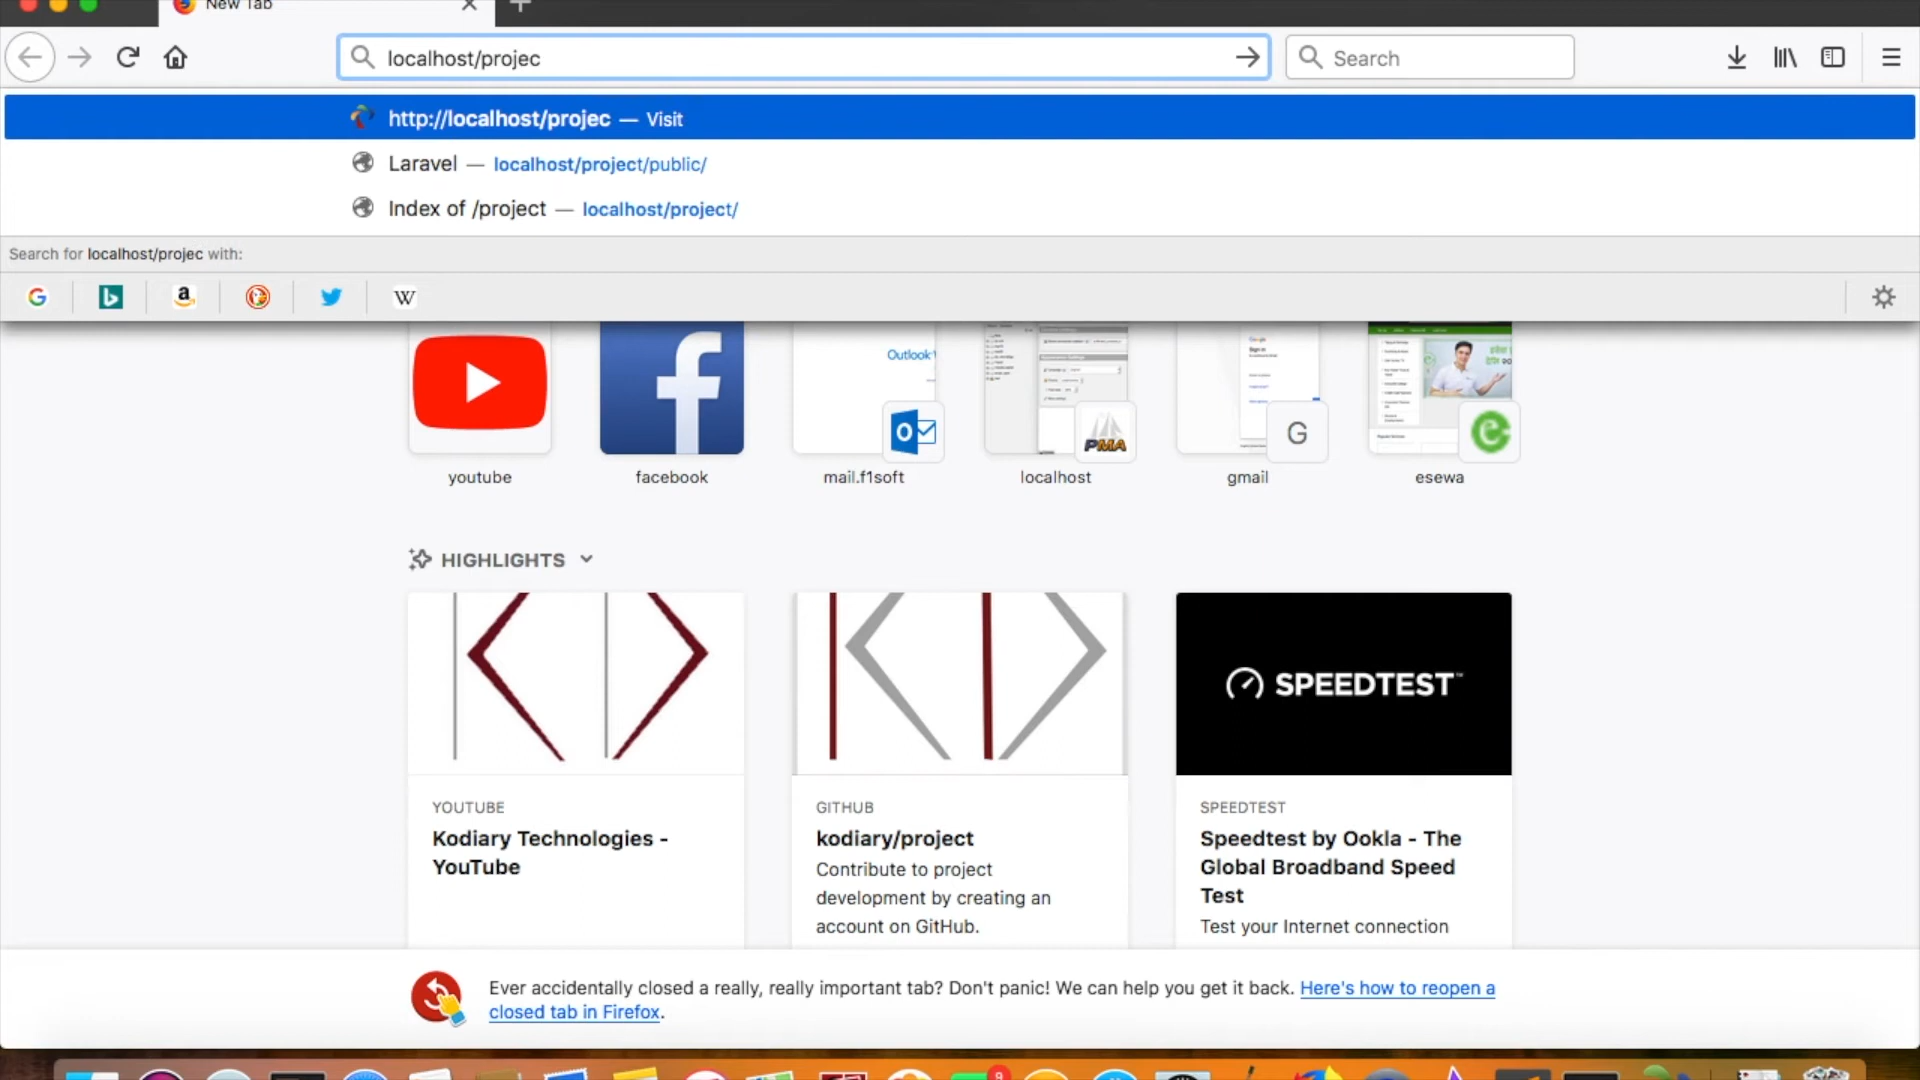 New Tab
localhost/projec
Search
http://localhost/projec — Visit
Laravel — localhost/project/public/
Index of /project — localhost/project/
Search for localhost/projec with:
Outlook
PMA
G
youtube
facebook
mail.f1soft
localhost
gmail
esewa
HIGHLIGHTS
SPEEDTEST
YOUTUBE
Kodiary Technologies -
YouTube
GITHUB
kodiary/project
Contribute to project
development by creating an
account on GitHub.
SPEEDTEST
Speedtest by Ookla - The
Global Broadband Speed
Test
Test your Internet connection
Ever accidentally closed a really, really important tab? Don't panic! We can help you get it back. Here's how to reopen a
closed tab in Firefox.
9